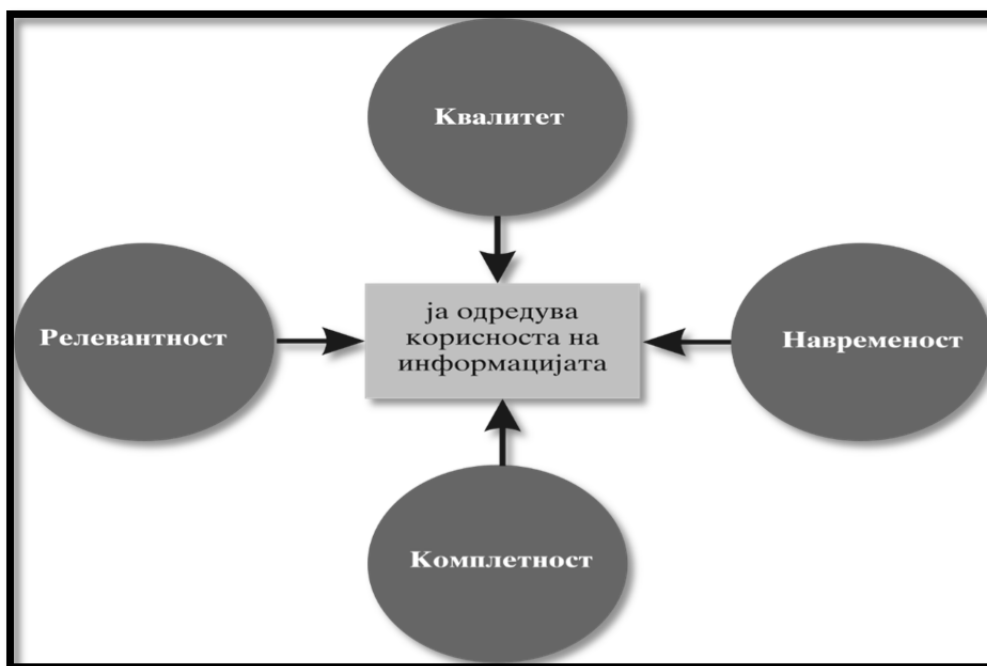 Квалитет
Релевантност
ја одредува
корисноста на
информацијата
Навременост
Комплетност